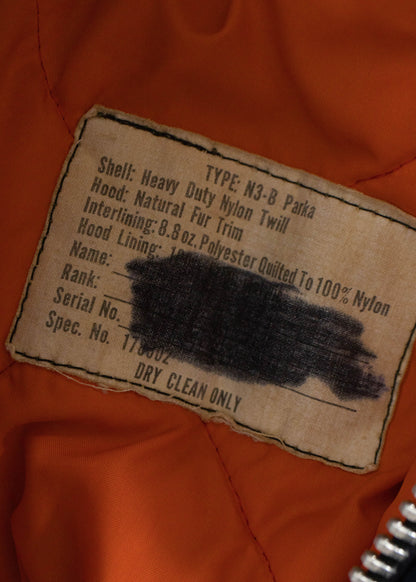 TYPE: N3-B Parka
Shell: Heavy Duty Nylon Twill
Hood: Natural Fur Trim
Interlining: 8.8 oz. Polyester Quilted To 100% Nylon
Hood Lining:
Name:
Rank:
Serial No.
Spec. No.
DRY CLEAN ONLY